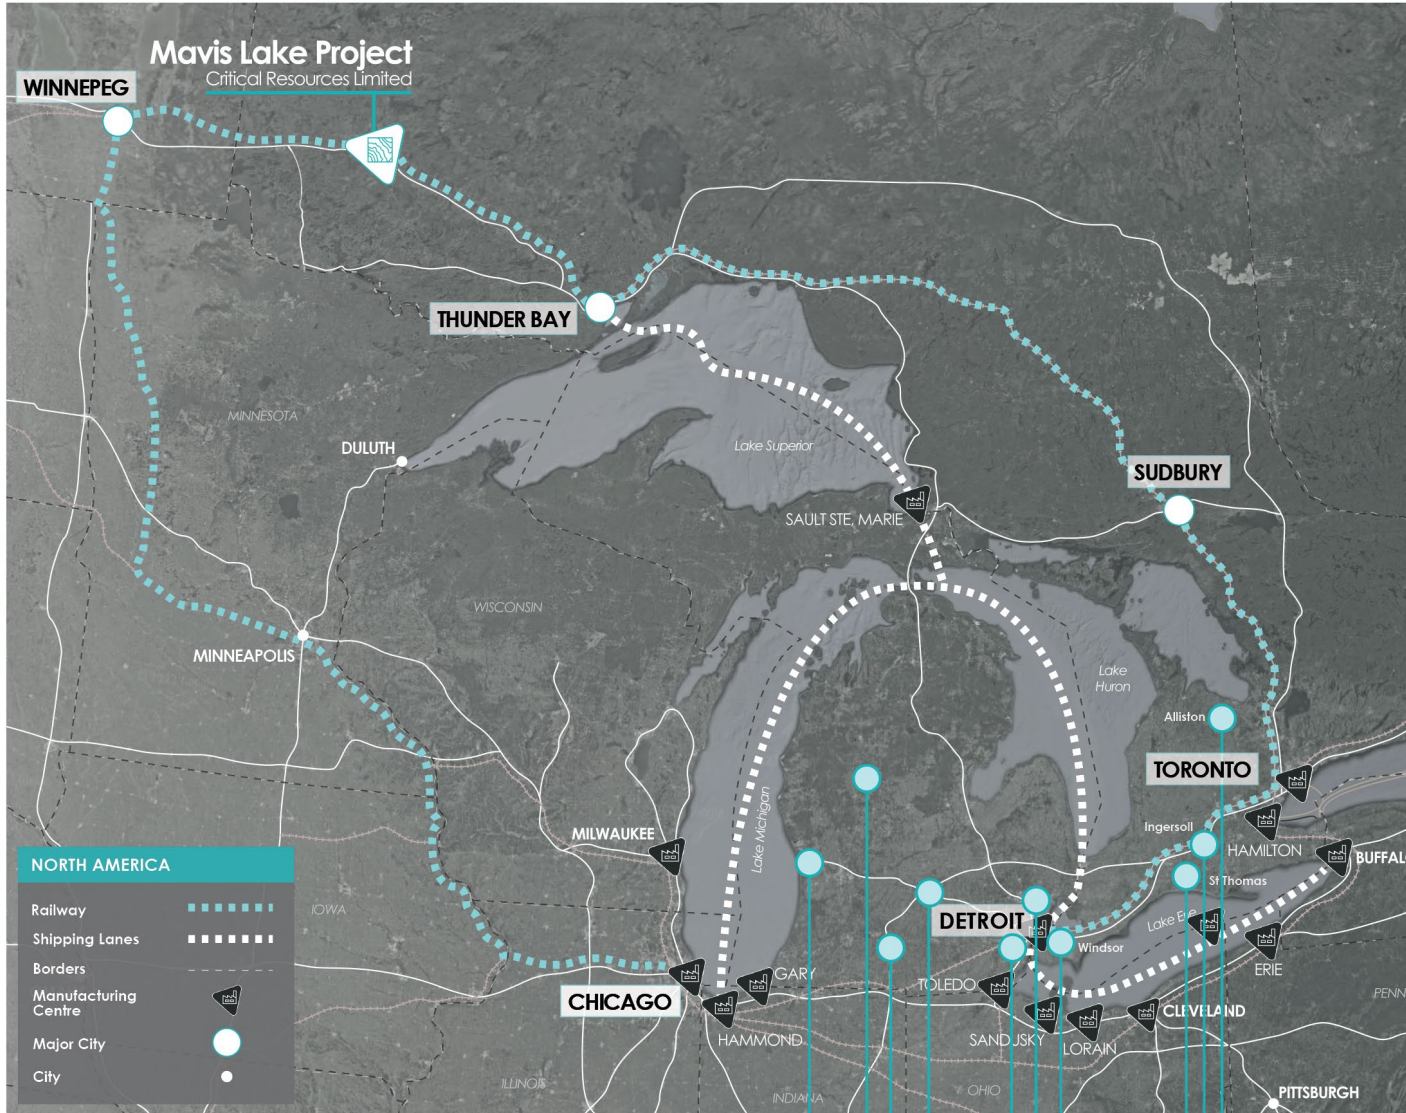 Mavis Lake Project
Critical Resources Limited
WINNEPEG
THUNDER BAY
MINNESOTA
DULUTH
Lake Superior
SUDBURY
SAULT STE, MARIE
WISCONSIN
MINNEAPOLIS
Lake
Huron
Alliston
TORONTO
Lake Michigan
MILWAUKEE
Ingersoll
HAMILTON
BUFFALO
St Thomas
NORTH AMERICA
Railway
Shipping Lanes
Borders
Manufacturing
Centre
Major City
City
IOWA
DETROIT
Lake Erie
Windsor
ERIE
GARY
TOLEDO
CHICAGO
PENN
CLEVELAND
HAMMOND
SANDUSKY
LORAIN
ILLINOIS
INDIANA
OHIO
PITTSBURGH